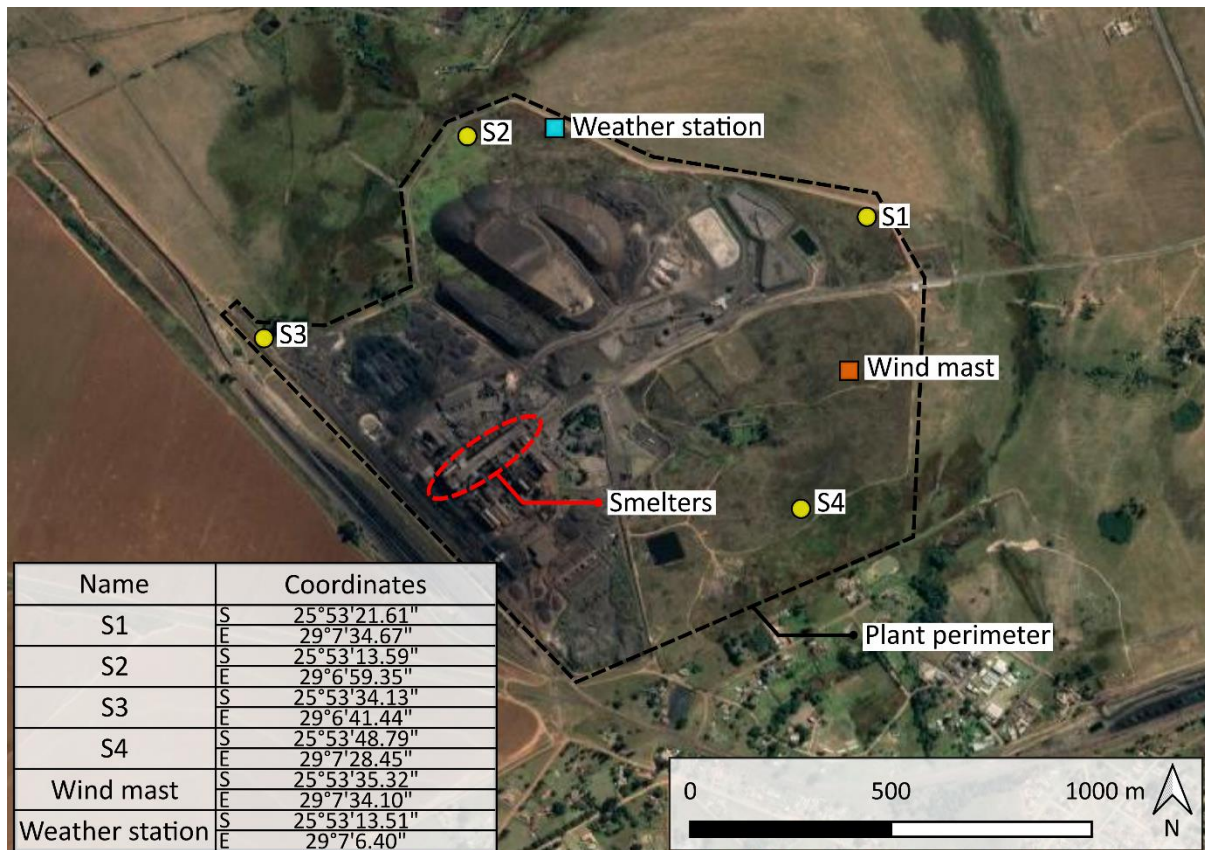 S2
Weather station
S1
S3
Wind mast
Smelters
S4
Plant perimeter
Name Coordinates
S1 S 25°53'21.61"
E 29°7'34.67"
S2 S 25°53'13.59"
E 29°6'59.35"
S3 S 25°53'34.13"
E 29°6'41.44"
S4 S 25°53'48.79"
E 29°7'28.45"
Wind mast S 25°53'35.32"
E 29°7'34.10"
Weather station S 25°53'13.51"
E 29°7'6.40"
0 500 1000 m
N